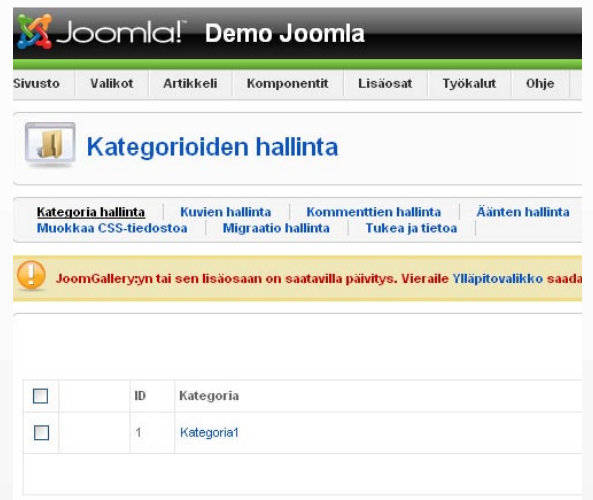 Joomla! Demo Joomla
Sivusto Valikot Artikkeli Komponentit Lisäosat Työkalut Ohje
Kategorioiden hallinta
Kategoria hallinta Kuvien hallinta Kommenttien hallinta Äänten hallinta
Muokkaa CSS-tiedostoa Migraatio hallinta Tukea ja tietoa
JoomGallery:yn tai sen lisäosaan on saatavilla päivitys. Vieraile Ylläpitovalikko saada
ID Kategoria
1 Kategoria1